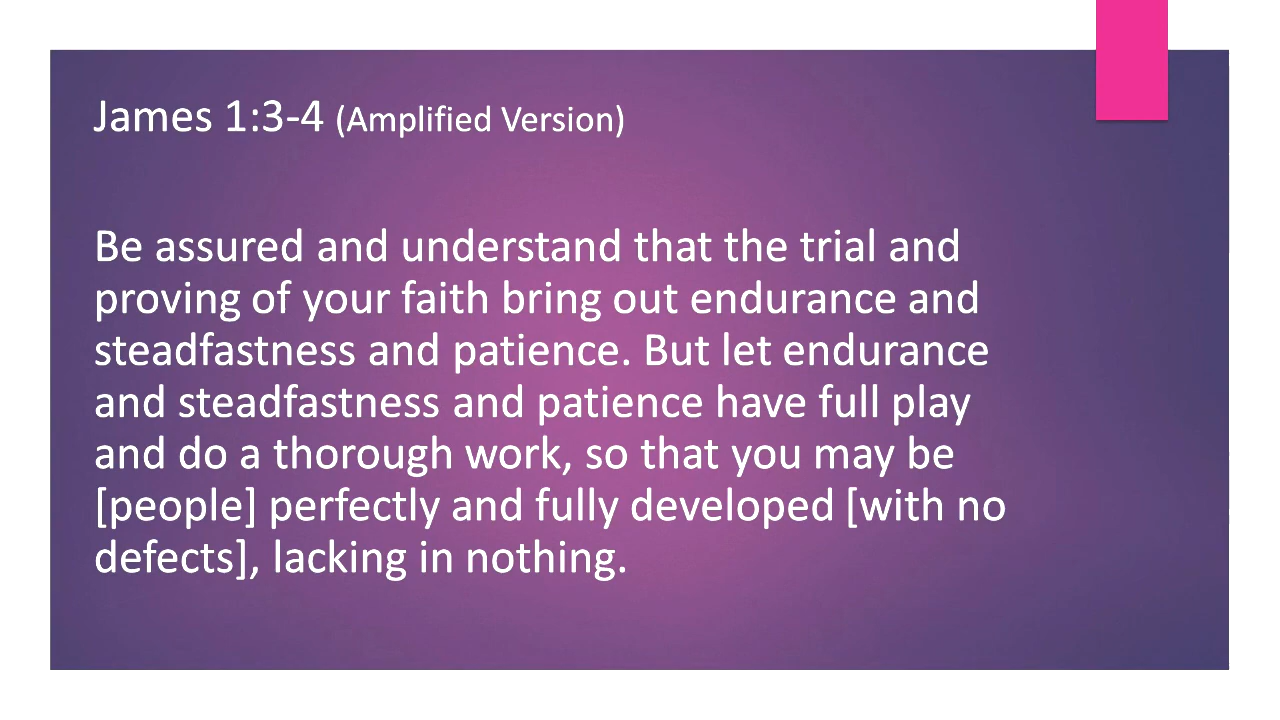 James 1:3-4 (Amplified Version)
Be assured and understand that the trial and
proving of your faith bring out endurance and
steadfastness and patience. But let endurance
and steadfastness and patience have full play
and do a thorough work, so that you may be
[people] perfectly and fully developed [with no
defects], lacking in nothing.